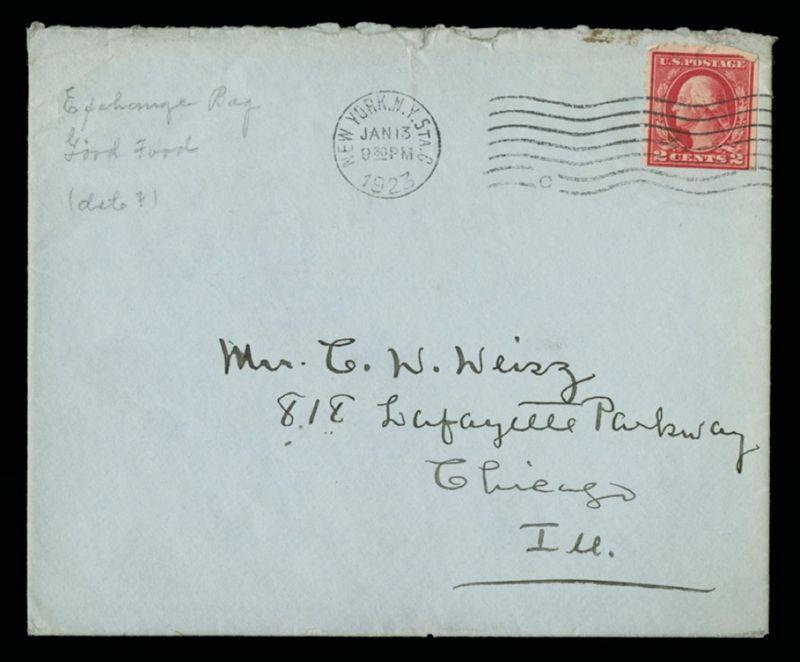 Exchange Bag
Good Food
(date?)
NEW YORK, N.Y. STA. C
JAN 13
9 30 PM
1923
C
U.S. POSTAGE
2 CENTS 2
Mrs. C. W. Weisz
818 Lafayette Parkway
Chicago
Ill.